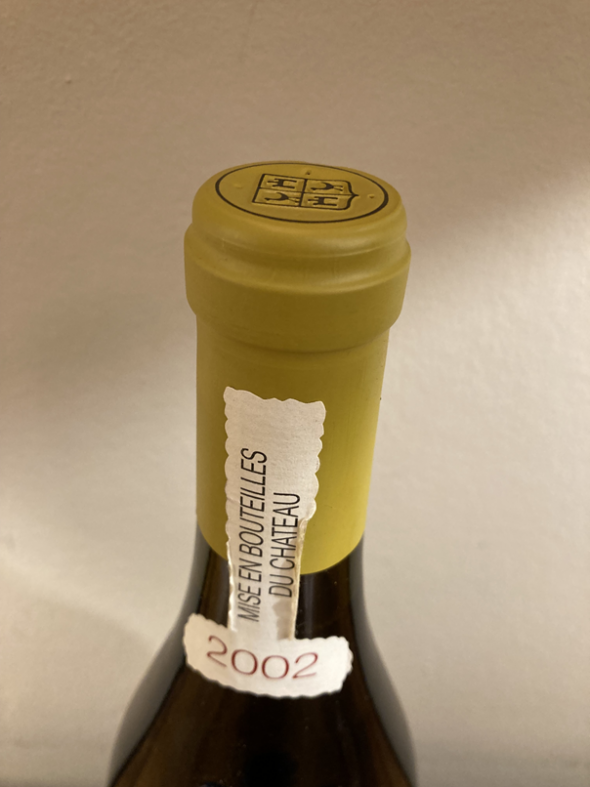 MISE EN BOUTEILLES
DU CHATEAU
2002